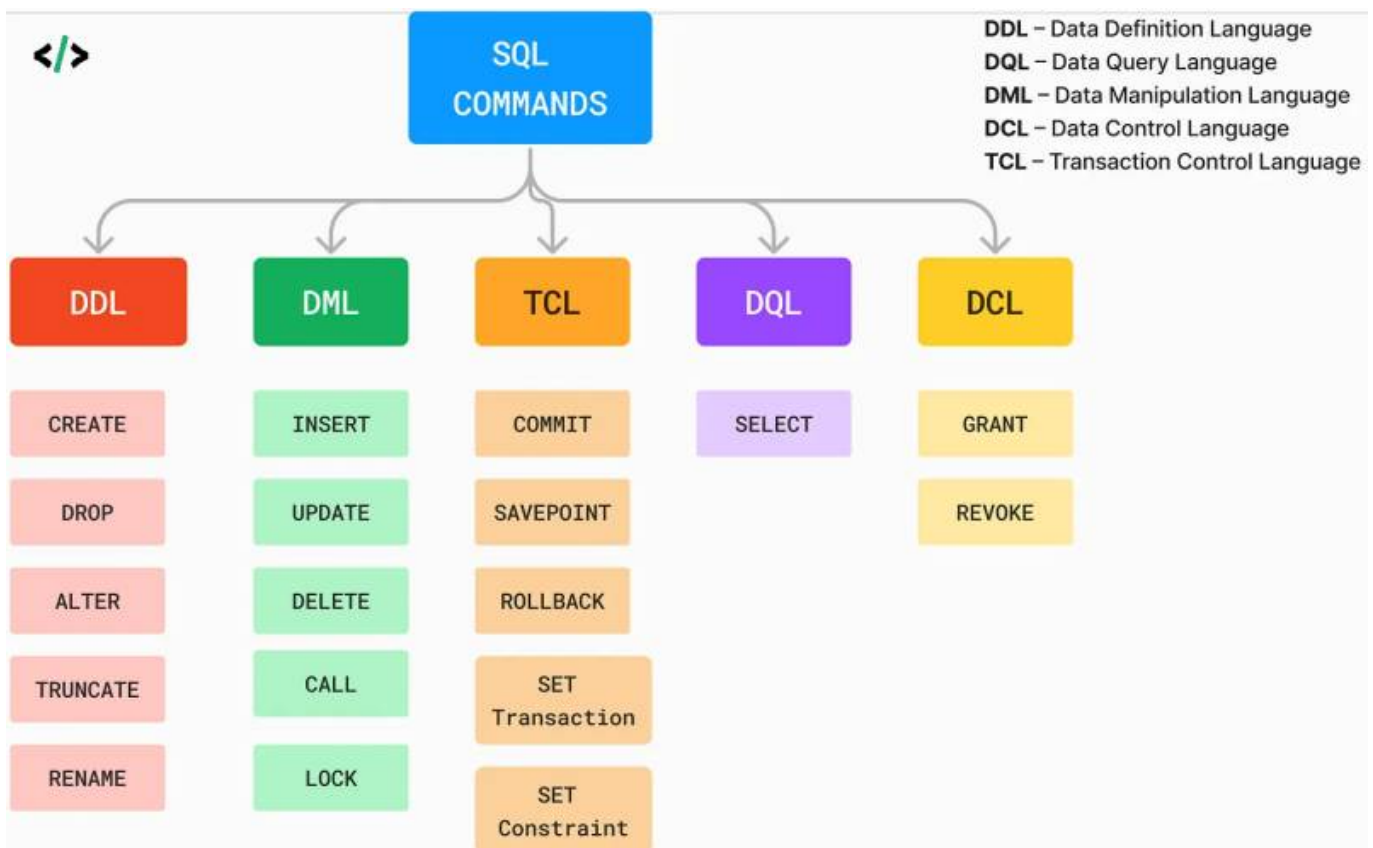 </>
SQL
COMMANDS
DDL – Data Definition Language
DQL – Data Query Language
DML – Data Manipulation Language
DCL – Data Control Language
TCL – Transaction Control Language
DDL
DML
TCL
DQL
DCL
CREATE
INSERT
COMMIT
SELECT
GRANT
DROP
UPDATE
SAVEPOINT
REVOKE
ALTER
DELETE
ROLLBACK
TRUNCATE
CALL
SET
Transaction
RENAME
LOCK
SET
Constraint